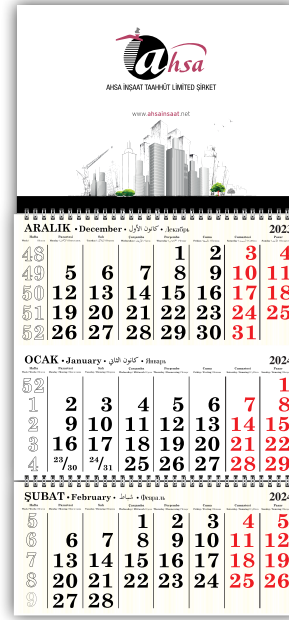 ahsa
AHSA İNŞAAT TAAHHÜT LİMİTED ŞİRKET
www.ahsainsaat.net
ARALIK • December • كانون الأول • Декабрь 2023
48 1 2 3 4
49 5 6 7 8 9 10 11
50 12 13 14 15 16 17 18
51 19 20 21 22 23 24 25
52 26 27 28 29 30 31
OCAK • January • كانون الثاني • Январь 2024
52 1
1 2 3 4 5 6 7 8
2 9 10 11 12 13 14 15
3 16 17 18 19 20 21 22
4 23/30 24/31 25 26 27 28 29
ŞUBAT • February • شباط • Февраль 2024
5 1 2 3 4 5
6 6 7 8 9 10 11 12
7 13 14 15 16 17 18 19
8 20 21 22 23 24 25 26
9 27 28